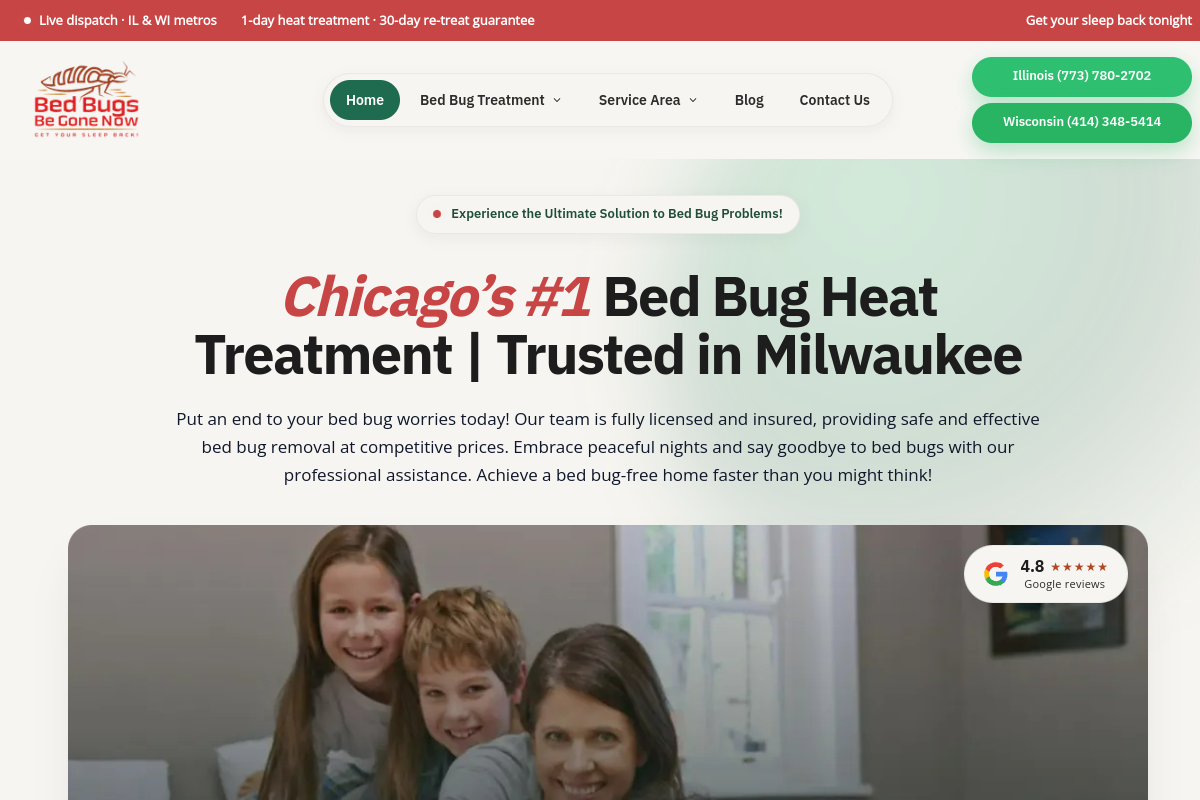 Live dispatch · IL & WI metros
1-day heat treatment · 30-day re-treat guarantee
Get your sleep back tonight
Bed Bugs
Be Gone Now
GET YOUR SLEEP BACK!
Home
Bed Bug Treatment
Service Area
Blog
Contact Us
Illinois (773) 780-2702
Wisconsin (414) 348-5414
Experience the Ultimate Solution to Bed Bug Problems!
Chicago’s #1 Bed Bug Heat
Treatment | Trusted in Milwaukee
Put an end to your bed bug worries today! Our team is fully licensed and insured, providing safe and effective
bed bug removal at competitive prices. Embrace peaceful nights and say goodbye to bed bugs with our
professional assistance. Achieve a bed bug-free home faster than you might think!
4.8 ★★★★★
Google reviews